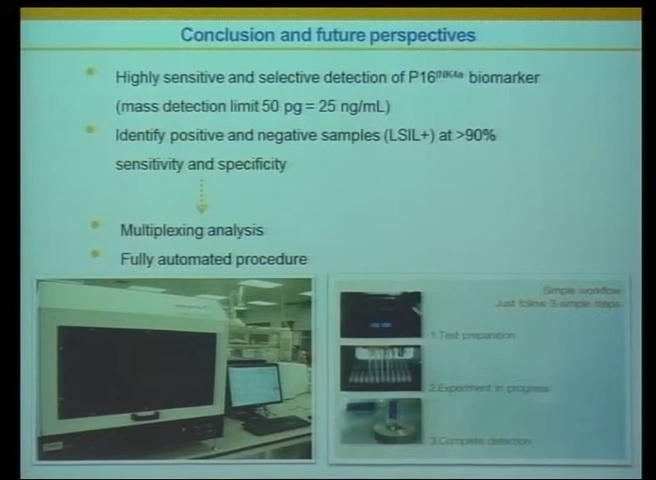 Conclusion and future perspectives
Highly sensitive and selective detection of P16ᴵᴺᴷ⁴ᵃ biomarker
(mass detection limit 50 pg = 25 ng/mL)
Identify positive and negative samples (LSIL+) at >90%
sensitivity and specificity
Multiplexing analysis
Fully automated procedure
Simple workflow
Just follow 3-simple steps
1.Test preparation
2.Experiment in progress
3.Complete detection